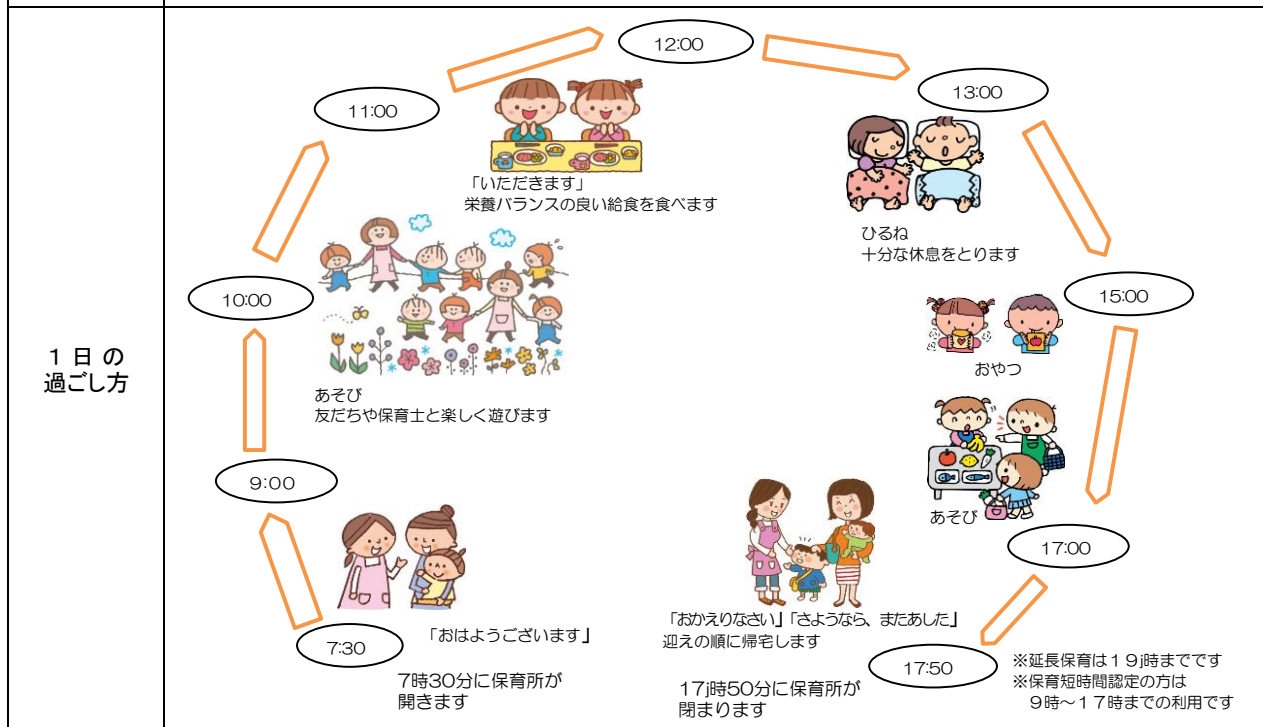 1日の
過ごし方
12:00
11:00
13:00
「いただきます」
栄養バランスの良い給食を食べます
ひるね
十分な休息をとります
10:00
15:00
おやつ
あそび
友だちや保育士と楽しく遊びます
9:00
あそび
17:00
「おはようございます」
7:30
7時30分に保育所が
開きます
「おかえりなさい」「さようなら、またあした」
迎えの順に帰宅します
17:50
17j時50分に保育所が
閉まります
※延長保育は19j時までです
※保育短時間認定の方は
9時~17時までの利用です